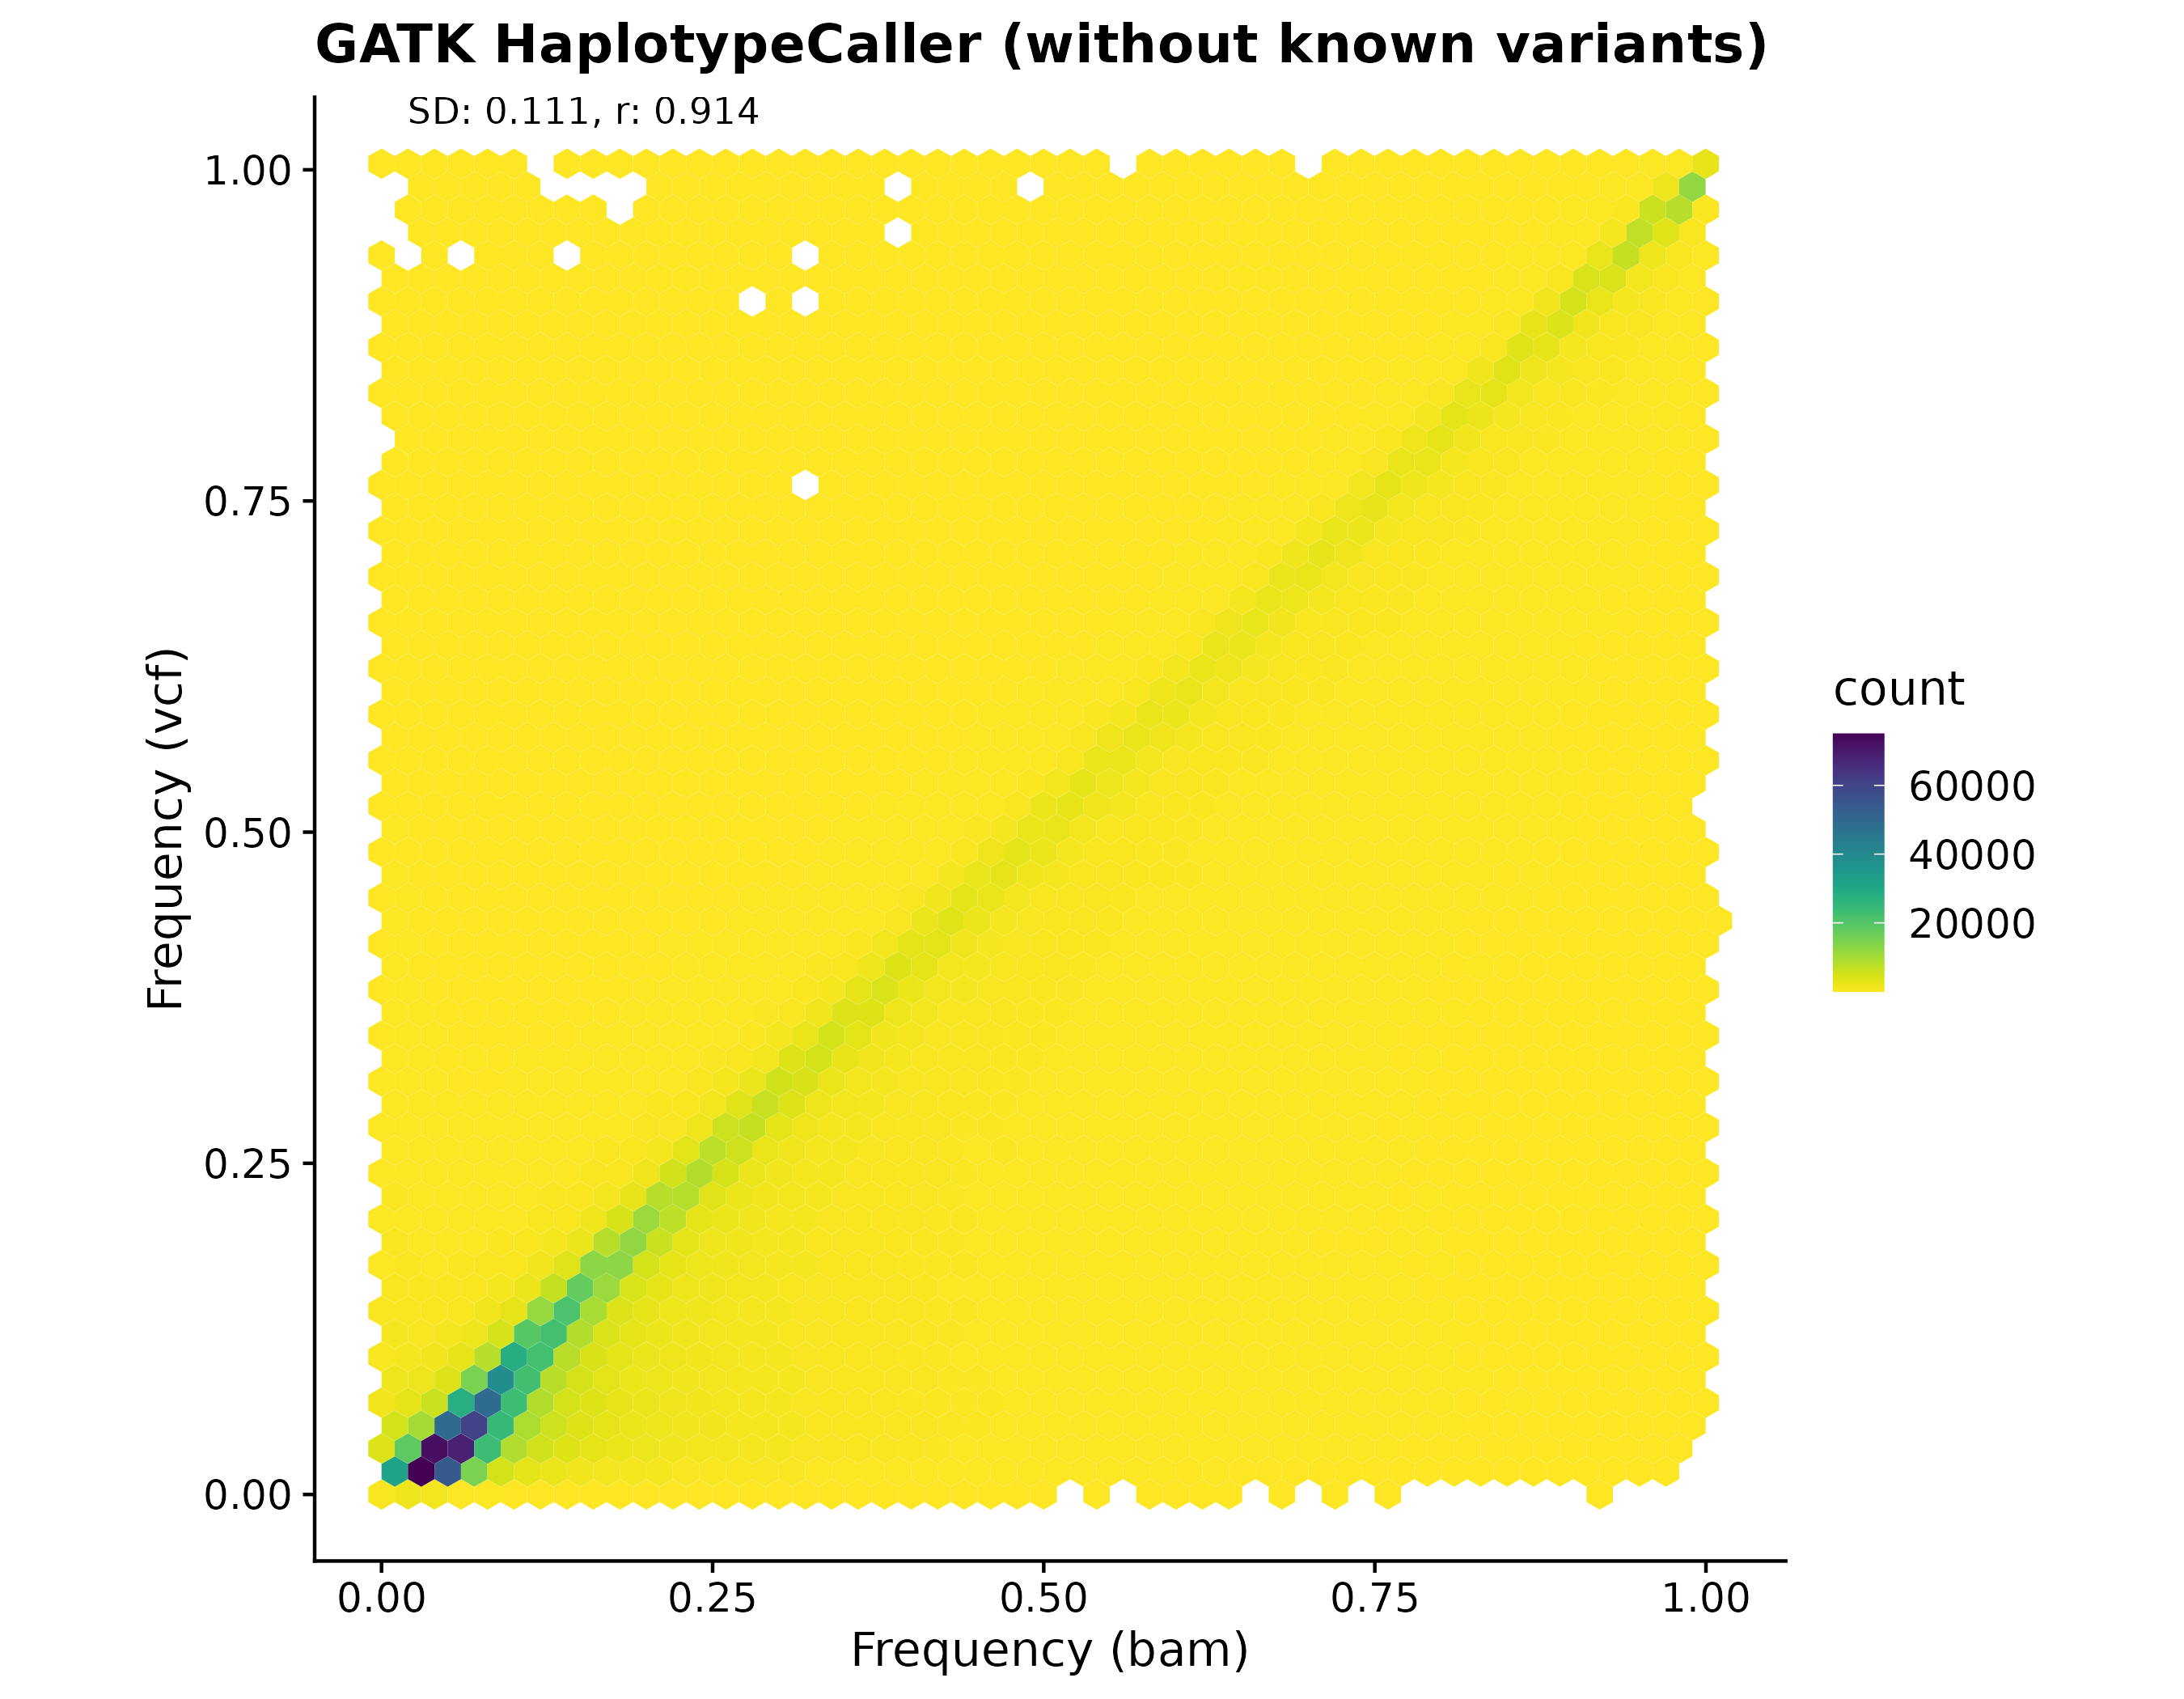 GATK HaplotypeCaller (without known variants)
SD: 0.111, r: 0.914
1.00
0.75
0.50
0.25
0.00
Frequency (vcf)
0.00 0.25 0.50 0.75 1.00
Frequency (bam)
count
60000
40000
20000